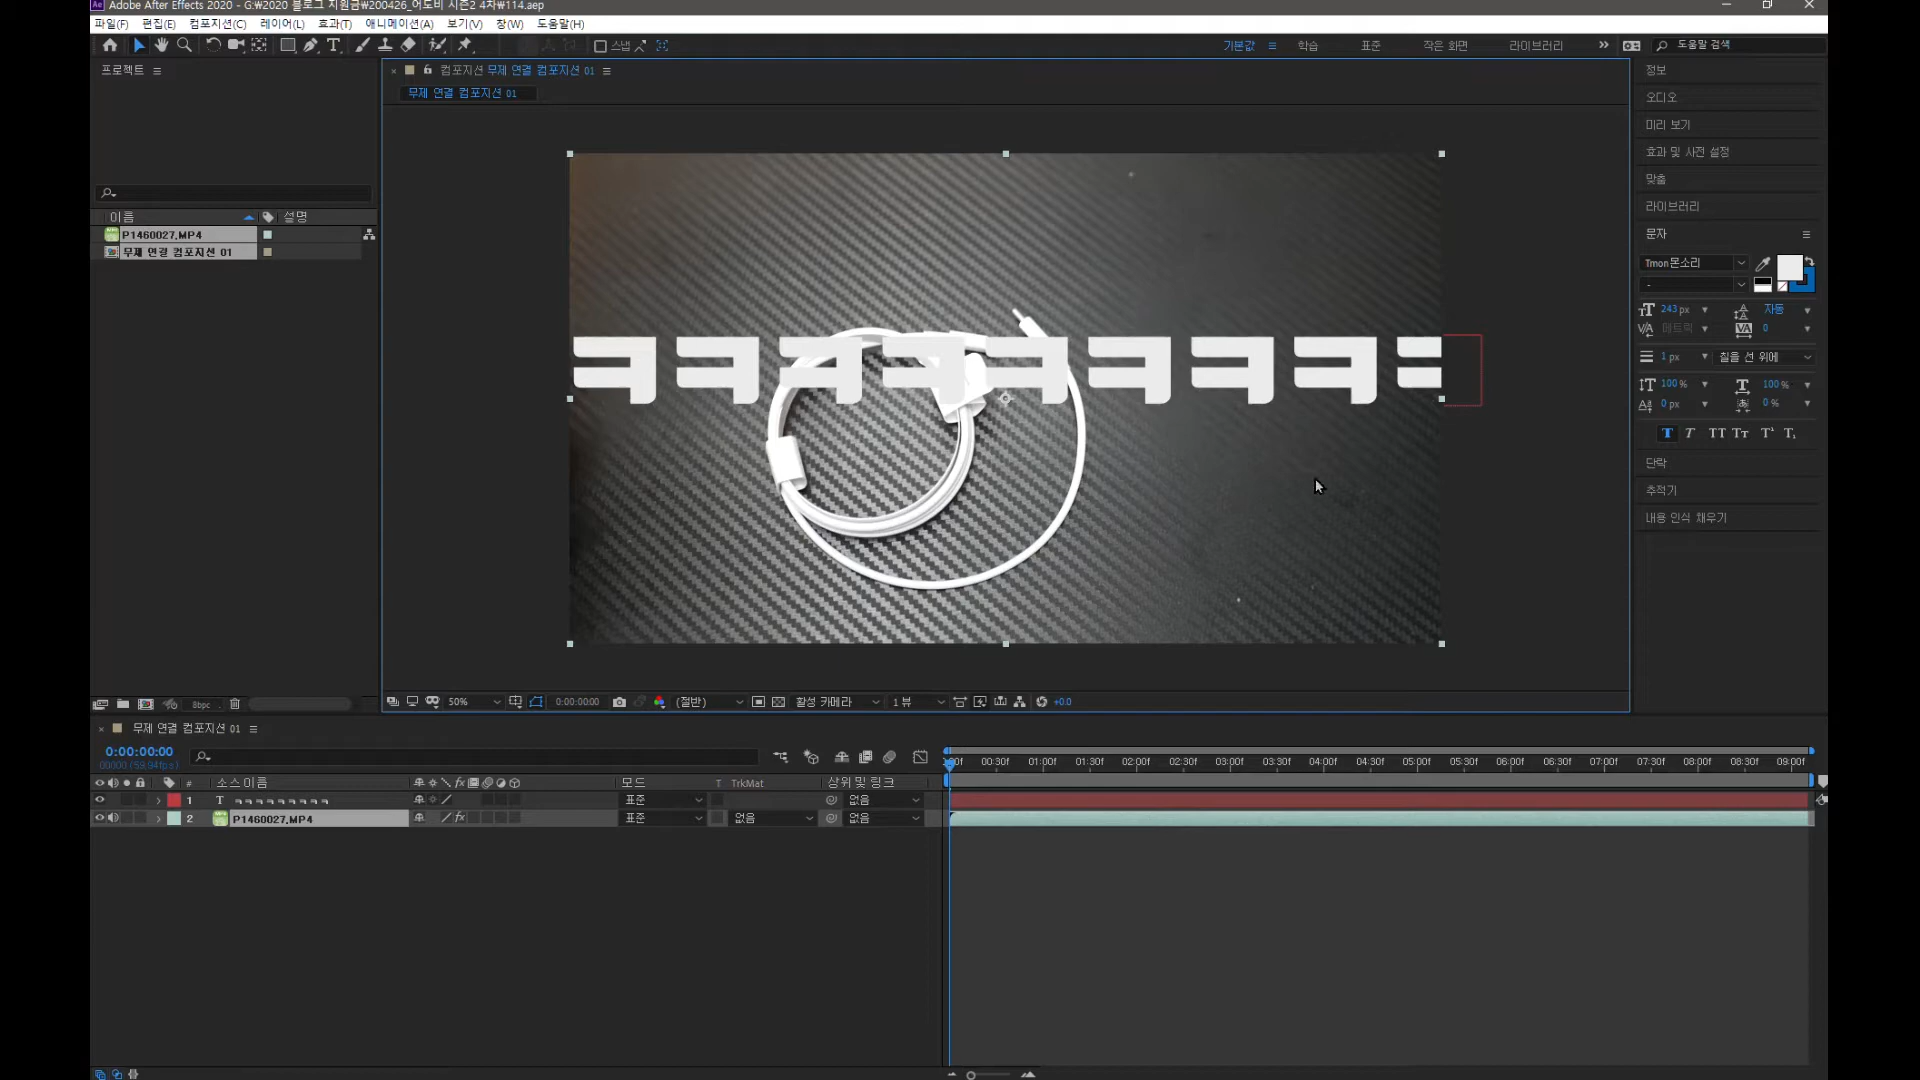 Adobe After Effects 2020 - G:￦2020 블로그 지원금￦200426_어도비 시즌2 4차￦114.aep
파일(F) 편집(E) 컴포지션(C) 레이어(L) 효과(T) 애니메이션(A) 보기(V) 창(W) 도움말(H)
스냅 기본값 학습 표준 작은 화면 라이브러리 도움말 검색
프로젝트
컴포지션 무제 연결 컴포지션 01
무제 연결 컴포지션 01
이름 설명
P1460027.MP4
무제 연결 컴포지션 01
ㅋㅋㅋㅋㅋㅋㅋㅋㅋ
정보
오디오
미리 보기
효과 및 사전 설정
맞춤
라이브러리
문자
Tmon몬소리
-
243 px 자동
메트릭 0
1 px 칠을 선 위에
100 % 100 %
0 px 0 %
단락
추적기
내용 인식 채우기
8bpc
50% 0:00:00:00 (절반) 활성 카메라 1 뷰 +0.0
무제 연결 컴포지션 01
0:00:00:00
00000 (59.94fps)
00:30f 01:00f 01:30f 02:00f 02:30f 03:00f 03:30f 04:00f 04:30f 05:00f 05:30f 06:00f 06:30f 07:00f 07:30f 08:00f 08:30f 09:00f
# 소스 이름 모드 T TrkMat 상위 및 링크
1 T ㅋㅋㅋㅋㅋㅋㅋㅋㅋ 표준 없음
2 P1460027.MP4 표준 없음 없음